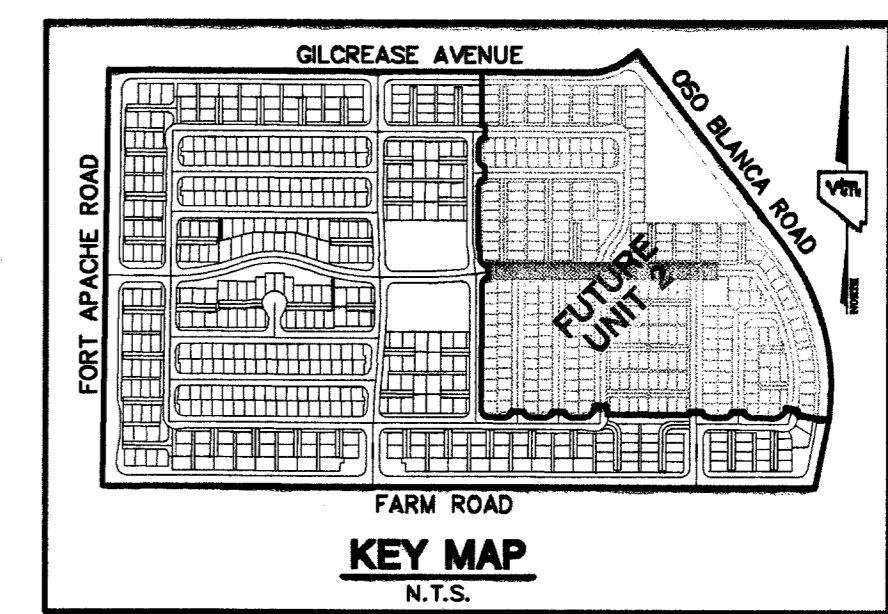 GILCREASE AVENUE
OSO BLANCA ROAD
FORT APACHE ROAD
FUTURE
UNIT 2
FARM ROAD
KEY MAP
N.T.S.